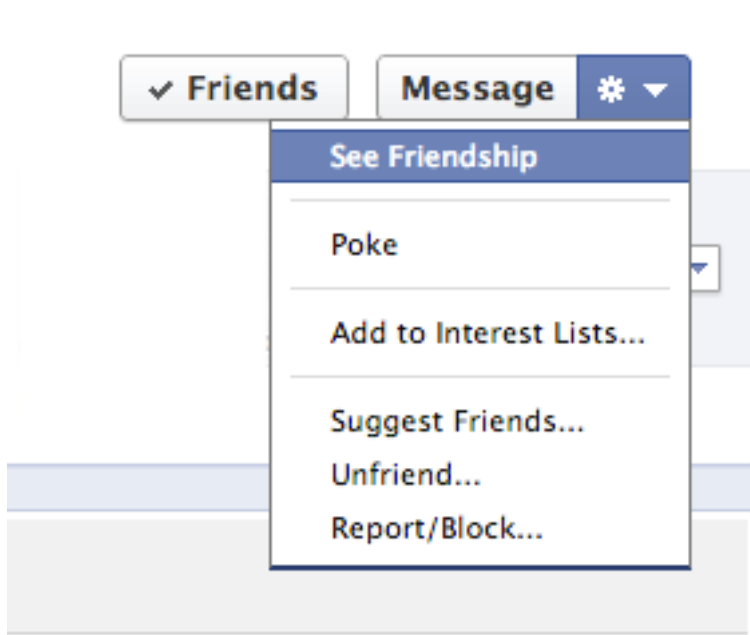 Friends Message
See Friendship
Poke
Add to Interest Lists...
Suggest Friends...
Unfriend...
Report/Block...